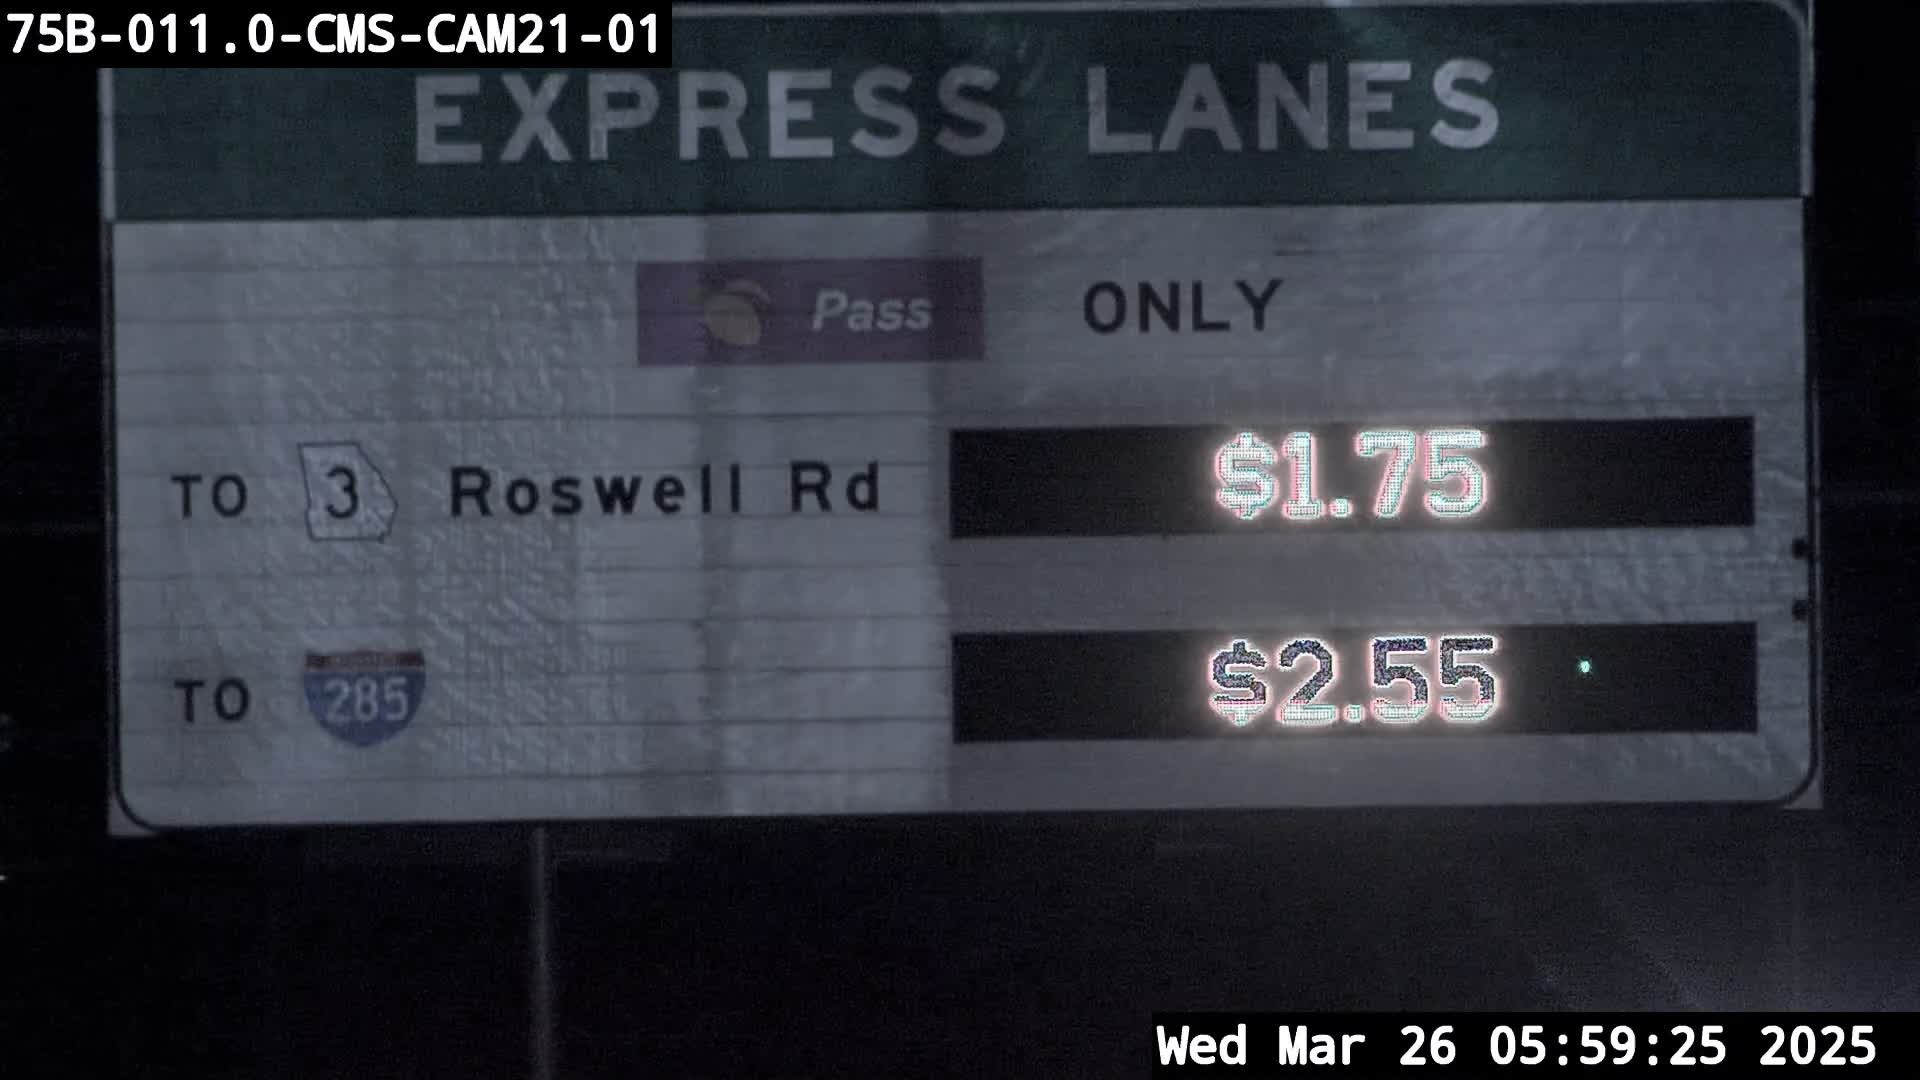 75B-011.0-CMS-CAM21-01
EXPRESS LANES
Pass ONLY
TO 3 Roswell Rd $1.75
TO 285 $2.55
Wed Mar 26 05:59:25 2025